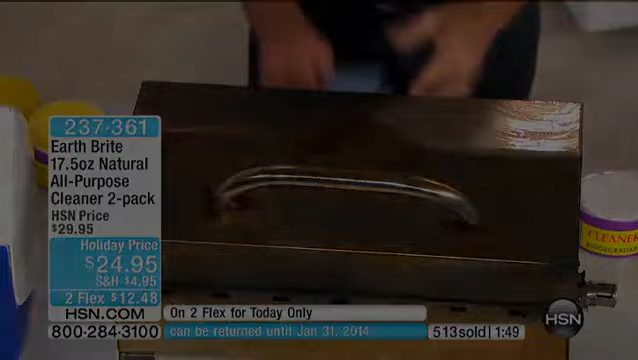 237-361
Earth Brite
17.5oz Natural
All-Purpose
Cleaner 2-pack
HSN Price
$29.95
Holiday Price
$24.95
S&H $4.95
2 Flex $12.48
HSN.COM
800-284-3100
On 2 Flex for Today Only
can be returned until Jan 31, 2014
513sold 1:49
HSN
CLEANER
BIODEGRADAB